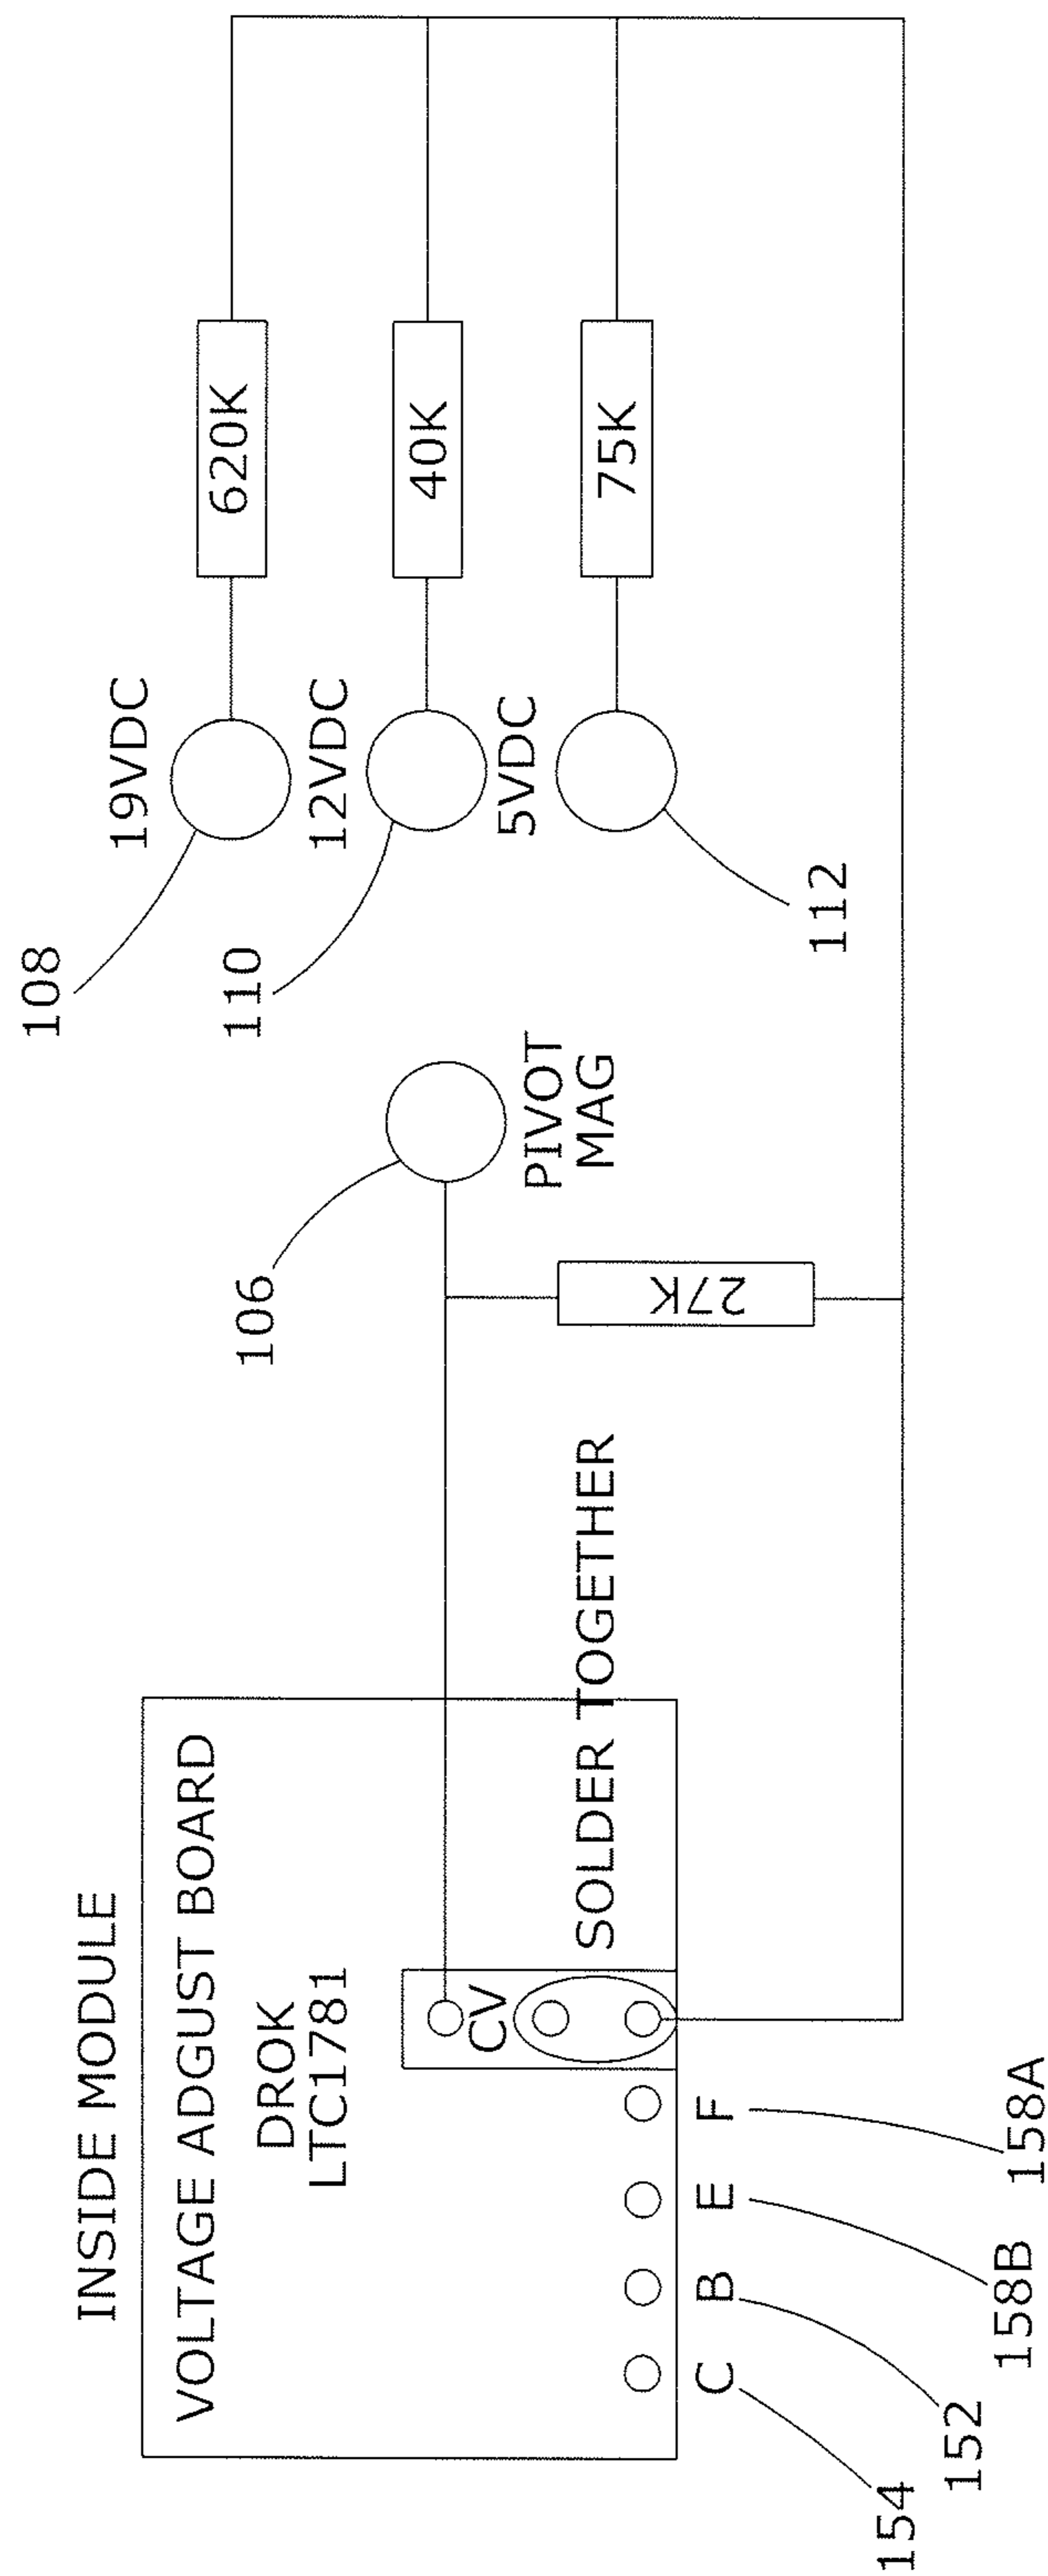 INSIDE MODULE
VOLTAGE ADGUST BOARD
DROK
LTC1781
CV
SOLDER TOGETHER
C
B
E
F
154
152
158B
158A
106
PIVOT
MAG
27K
108
19VDC
620K
110
12VDC
40K
5VDC
75K
112